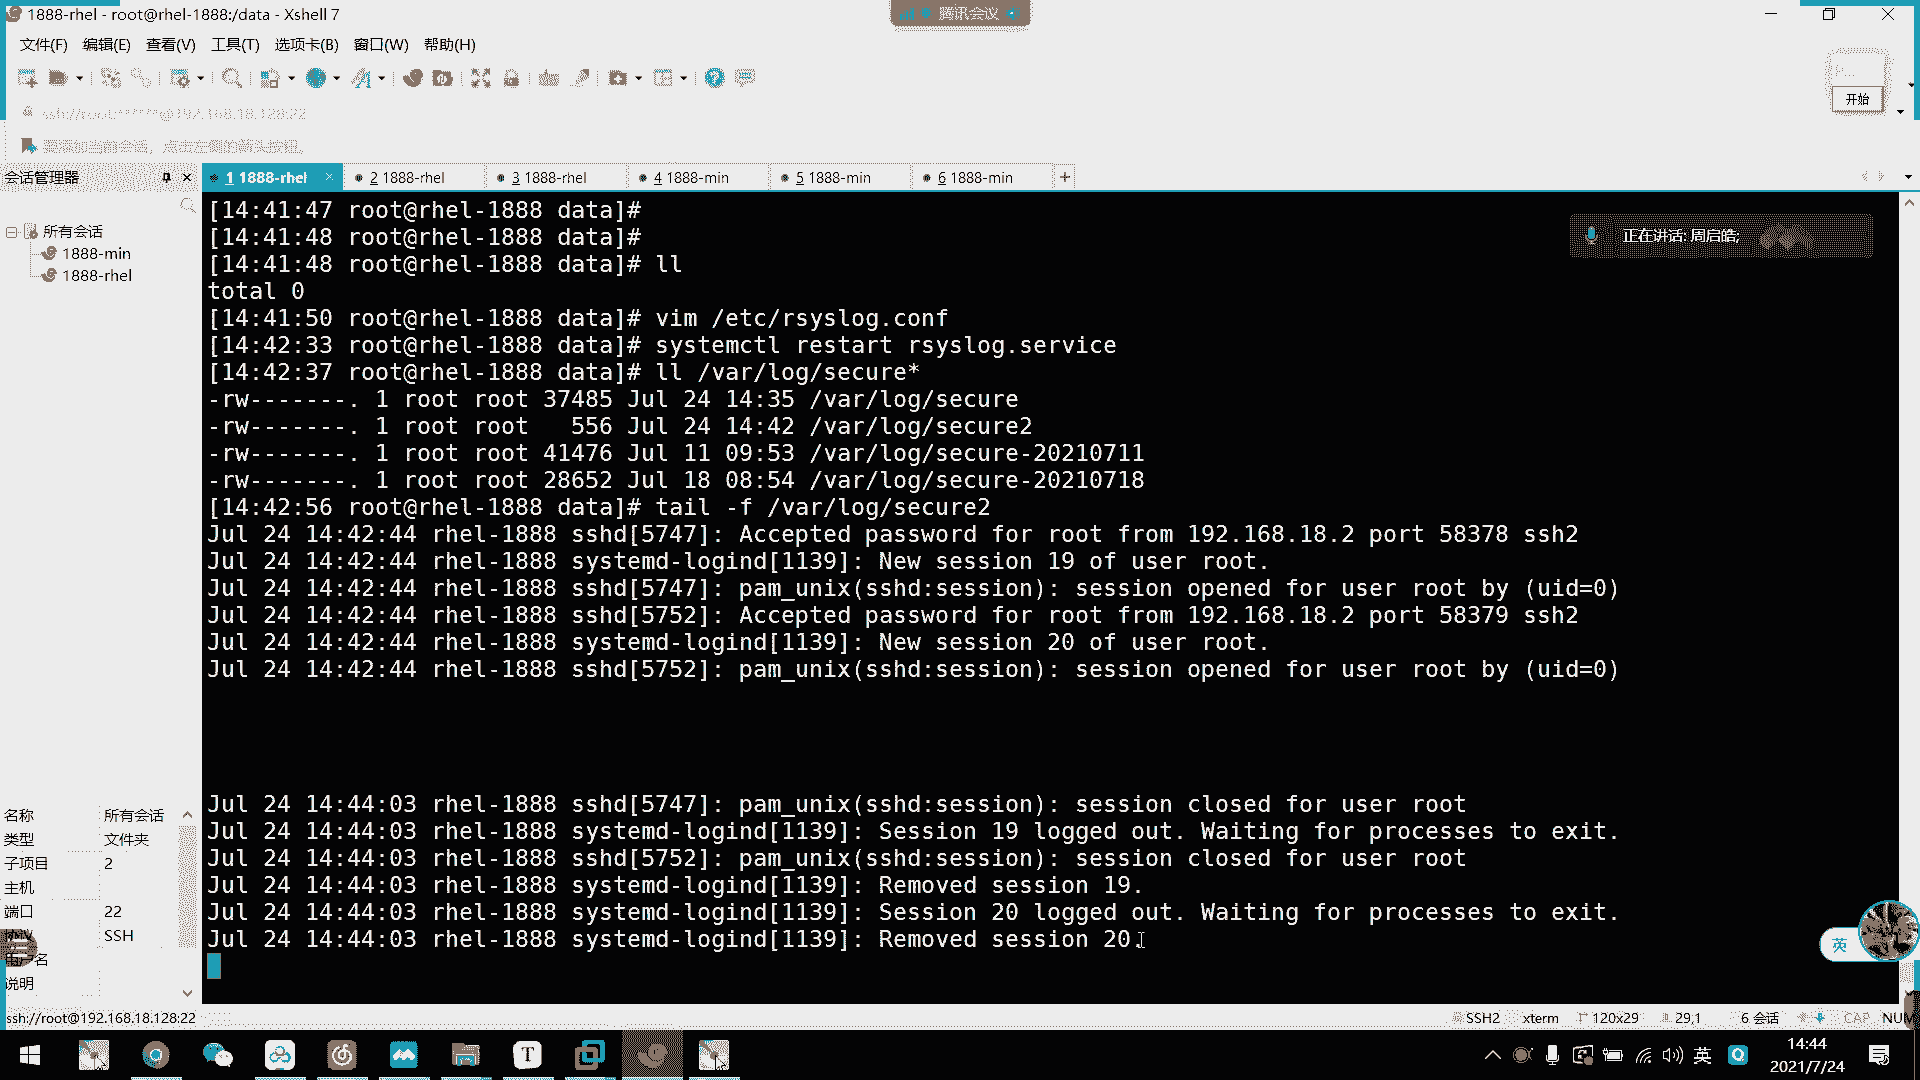 1888-rhel - root@rhel-1888:/data - Xshell 7
腾讯会议
文件(F) 编辑(E) 查看(V) 工具(T) 选项卡(B) 窗口(W) 帮助(H)
开始
ssh://root:******@192.168.18.128:22
要添加当前会话，点击左侧的箭头按钮。
会话管理器
1 1888-rhel
2 1888-rhel
3 1888-rhel
4 1888-min
5 1888-min
6 1888-min
所有会话
1888-min
1888-rhel
正在讲话: 周启皓;
[14:41:47 root@rhel-1888 data]#
[14:41:48 root@rhel-1888 data]#
[14:41:48 root@rhel-1888 data]# ll
total 0
[14:41:50 root@rhel-1888 data]# vim /etc/rsyslog.conf
[14:42:33 root@rhel-1888 data]# systemctl restart rsyslog.service
[14:42:37 root@rhel-1888 data]# ll /var/log/secure*
-rw-------. 1 root root 37485 Jul 24 14:35 /var/log/secure
-rw-------. 1 root root   556 Jul 24 14:42 /var/log/secure2
-rw-------. 1 root root 41476 Jul 11 09:53 /var/log/secure-20210711
-rw-------. 1 root root 28652 Jul 18 08:54 /var/log/secure-20210718
[14:42:56 root@rhel-1888 data]# tail -f /var/log/secure2
Jul 24 14:42:44 rhel-1888 sshd[5747]: Accepted password for root from 192.168.18.2 port 58378 ssh2
Jul 24 14:42:44 rhel-1888 systemd-logind[1139]: New session 19 of user root.
Jul 24 14:42:44 rhel-1888 sshd[5747]: pam_unix(sshd:session): session opened for user root by (uid=0)
Jul 24 14:42:44 rhel-1888 sshd[5752]: Accepted password for root from 192.168.18.2 port 58379 ssh2
Jul 24 14:42:44 rhel-1888 systemd-logind[1139]: New session 20 of user root.
Jul 24 14:42:44 rhel-1888 sshd[5752]: pam_unix(sshd:session): session opened for user root by (uid=0)
Jul 24 14:44:03 rhel-1888 sshd[5747]: pam_unix(sshd:session): session closed for user root
Jul 24 14:44:03 rhel-1888 systemd-logind[1139]: Session 19 logged out. Waiting for processes to exit.
Jul 24 14:44:03 rhel-1888 sshd[5752]: pam_unix(sshd:session): session closed for user root
Jul 24 14:44:03 rhel-1888 systemd-logind[1139]: Removed session 19.
Jul 24 14:44:03 rhel-1888 systemd-logind[1139]: Session 20 logged out. Waiting for processes to exit.
Jul 24 14:44:03 rhel-1888 systemd-logind[1139]: Removed session 20.
名称 所有会话
类型 文件夹
子项目 2
主机
端口 22
SSH
户名
说明
英
ssh://root@192.168.18.128:22
SSH2 xterm 120x29 29,1 6 会话 CAP NUM
英
14:44
2021/7/24